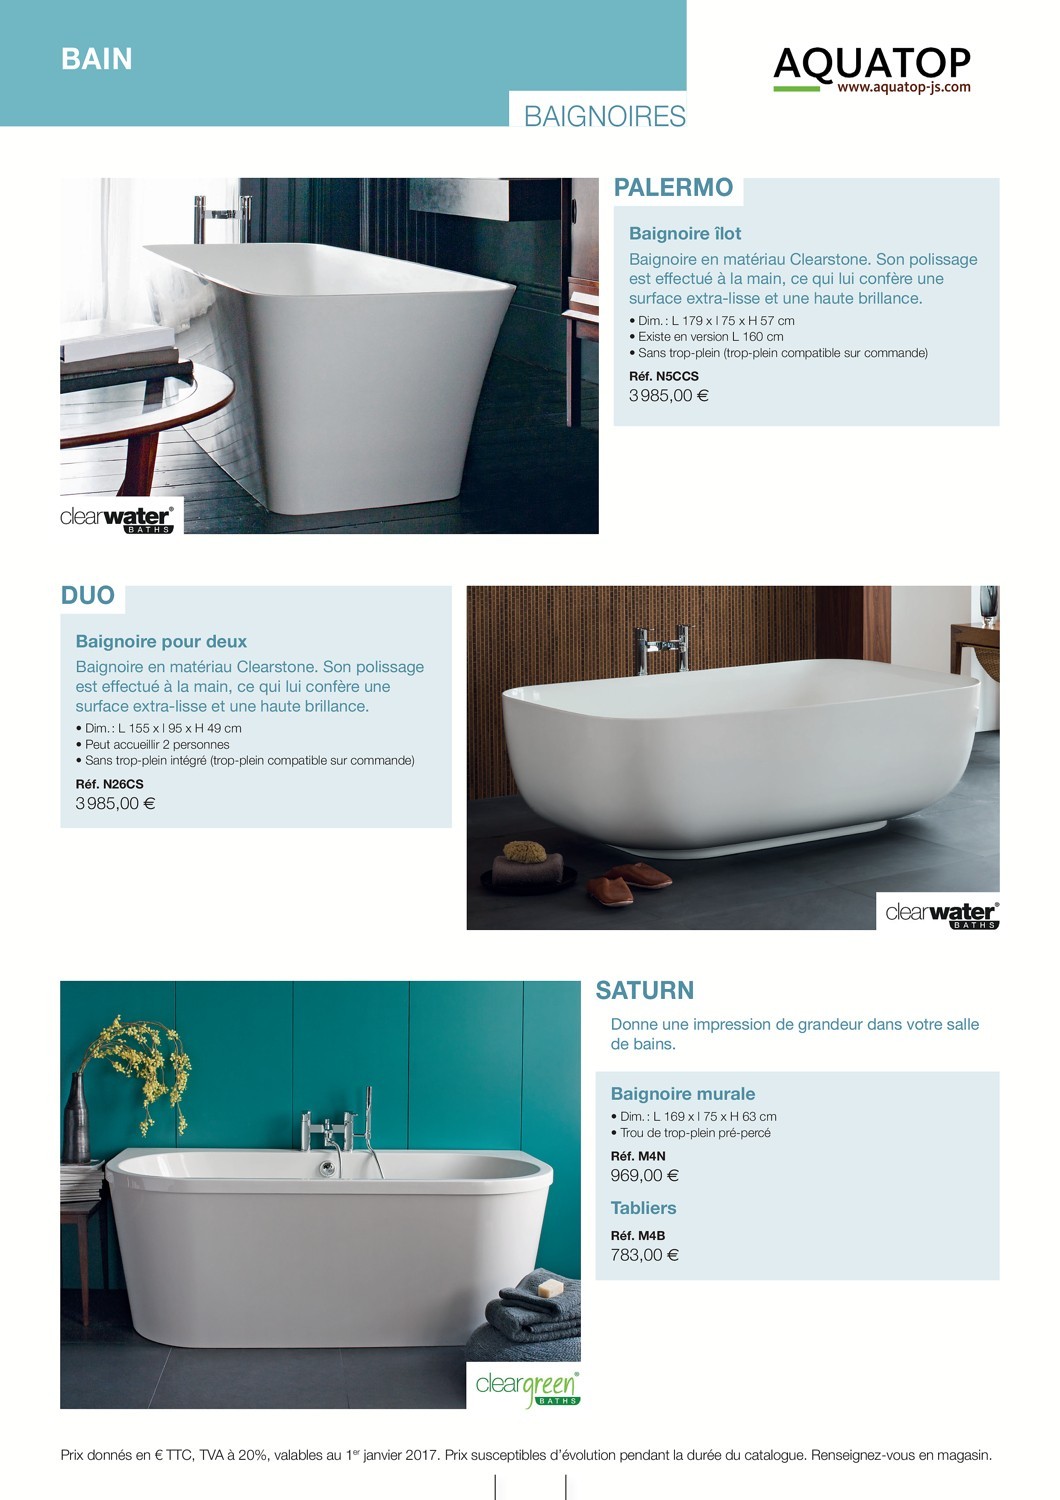 BAIN
BAIGNOIRES
AQUATOP
www.aquatop-js.com
PALERMO
Baignoire îlot
Baignoire en matériau Clearstone. Son polissage
est effectué à la main, ce qui lui confère une
surface extra-lisse et une haute brillance.
• Dim. : L 179 x l 75 x H 57 cm
• Existe en version L 160 cm
• Sans trop-plein (trop-plein compatible sur commande)
Réf. N5CCS
3 985,00 €
clearwater®
BATHS
DUO
Baignoire pour deux
Baignoire en matériau Clearstone. Son polissage
est effectué à la main, ce qui lui confère une
surface extra-lisse et une haute brillance.
• Dim. : L 155 x l 95 x H 49 cm
• Peut accueillir 2 personnes
• Sans trop-plein intégré (trop-plein compatible sur commande)
Réf. N26CS
3 985,00 €
clearwater®
BATHS
SATURN
Donne une impression de grandeur dans votre salle
de bains.
Baignoire murale
• Dim. : L 169 x l 75 x H 63 cm
• Trou de trop-plein pré-percé
Réf. M4N
969,00 €
Tabliers
Réf. M4B
783,00 €
cleargreen®
BATHS
Prix donnés en € TTC, TVA à 20%, valables au 1er janvier 2017. Prix susceptibles d'évolution pendant la durée du catalogue. Renseignez-vous en magasin.